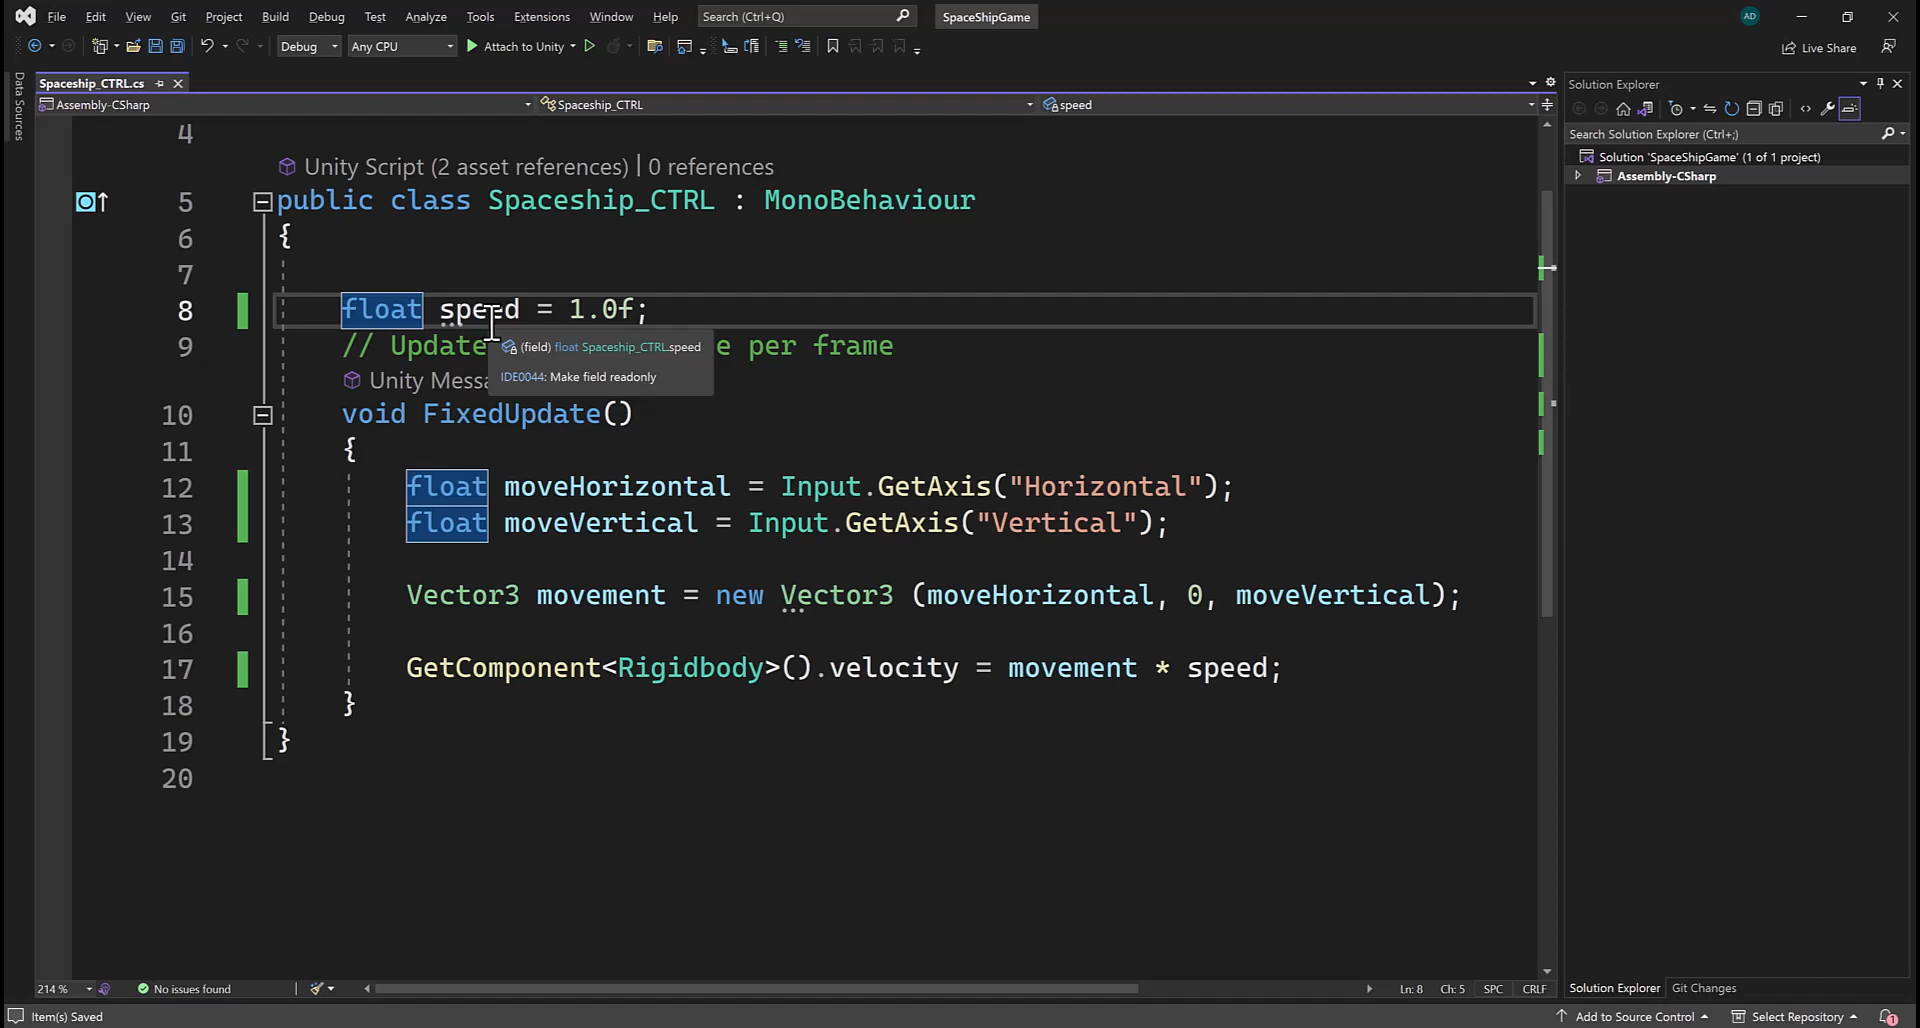 File Edit View Git Project Build Debug Test Analyze Tools Extensions Window Help Search (Ctrl+Q) SpaceShipGame AD
Debug Any CPU Attach to Unity Live Share
Data Sources
Spaceship_CTRL.cs
Assembly-CSharp Spaceship_CTRL speed
4
Unity Script (2 asset references) | 0 references
5 public class Spaceship_CTRL : MonoBehaviour
6 {
7
8 float speed = 1.0f;
9 // Update e per frame
(field) float Spaceship_CTRL.speed
IDE0044: Make field readonly
Unity Messa
10 void FixedUpdate()
11 {
12 float moveHorizontal = Input.GetAxis("Horizontal");
13 float moveVertical = Input.GetAxis("Vertical");
14
15 Vector3 movement = new Vector3 (moveHorizontal, 0, moveVertical);
16
17 GetComponent<Rigidbody>().velocity = movement * speed;
18 }
19 }
20
214 % No issues found Ln: 8 Ch: 5 SPC CRLF
Solution Explorer
Search Solution Explorer (Ctrl+;)
Solution 'SpaceShipGame' (1 of 1 project)
Assembly-CSharp
Solution Explorer Git Changes
Item(s) Saved Add to Source Control Select Repository 1